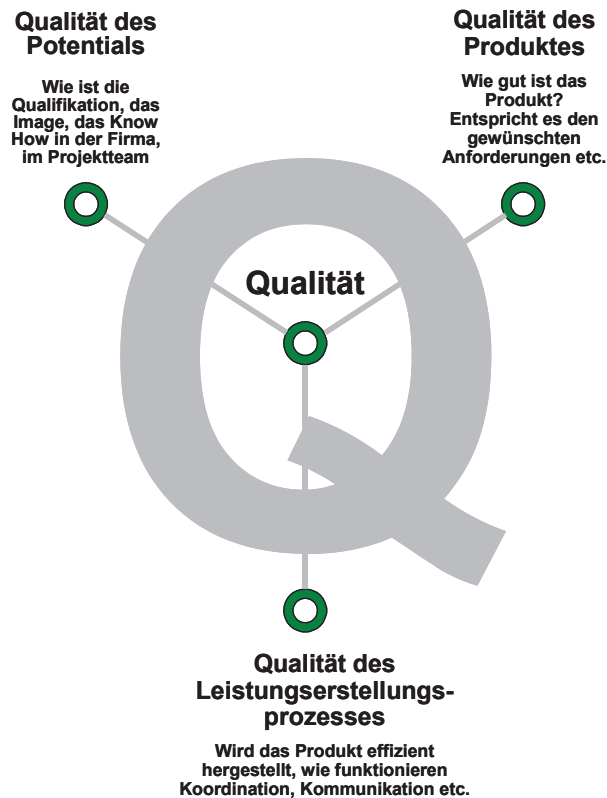 Qualität des
Potentials
Wie ist die
Qualifikation, das
Image, das Know
How in der Firma,
im Projektteam
Qualität des
Produktes
Wie gut ist das
Produkt?
Entspricht es den
gewünschten
Anforderungen etc.
Qualität
Qualität des
Leistungserstellungs-
prozesses
Wird das Produkt effizient
hergestellt, wie funktionieren
Koordination, Kommunikation etc.